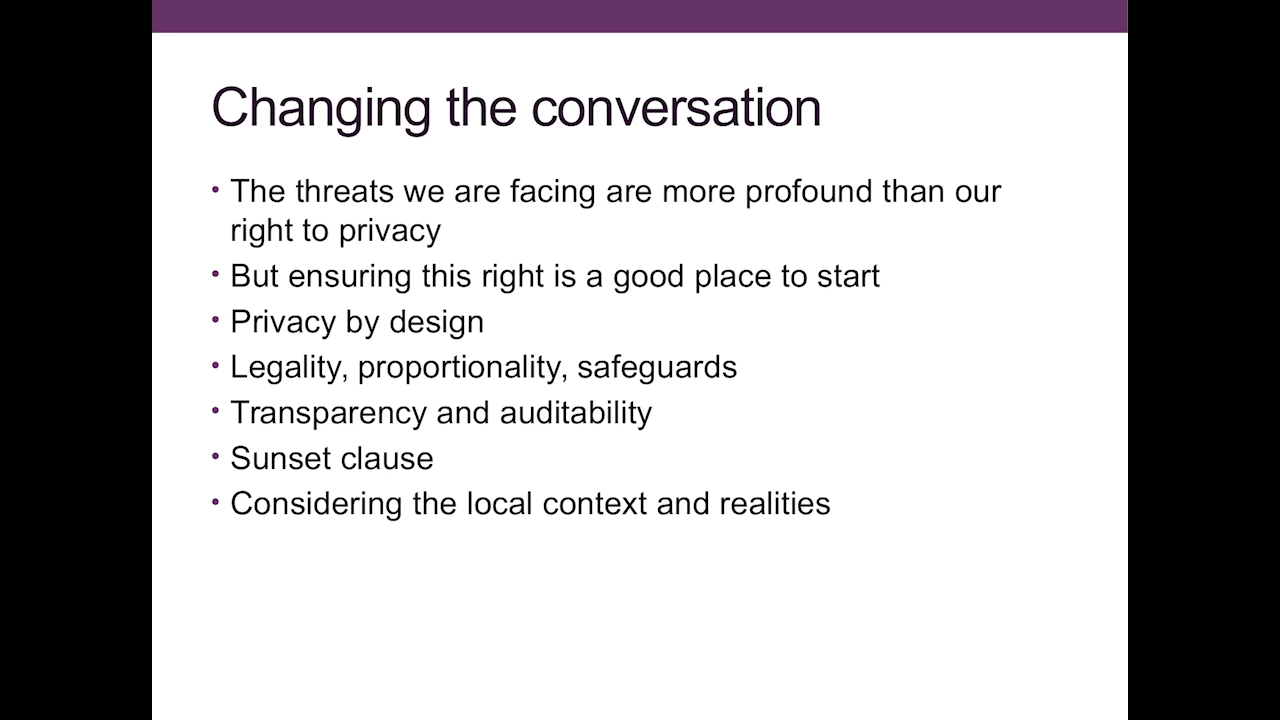 Changing the conversation
• The threats we are facing are more profound than our
right to privacy
• But ensuring this right is a good place to start
• Privacy by design
• Legality, proportionality, safeguards
• Transparency and auditability
• Sunset clause
• Considering the local context and realities